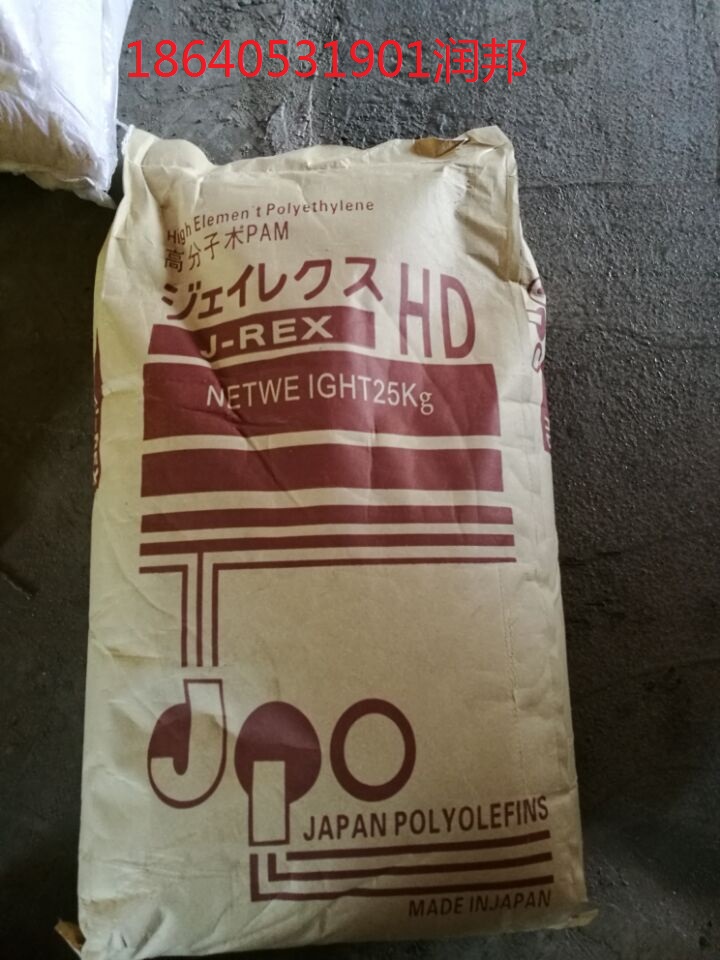 18640531901润邦
High Elemen't Polyethylene
高分子术PAM
ジェイレクス HD
J-REX
NETWE IGHT25Kg
JPO
JAPAN POLYOLEFINS
MADE INJAPAN